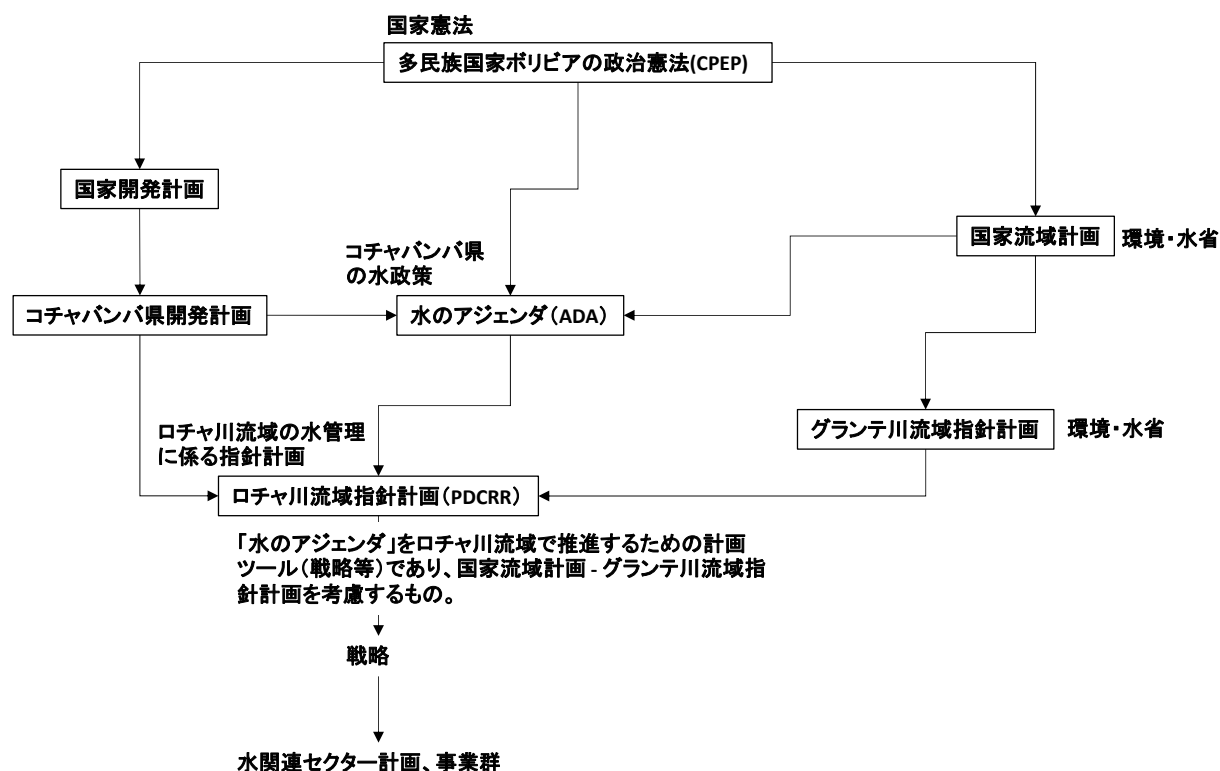 国家憲法
多民族国家ボリビアの政治憲法(CPEP)
国家開発計画
国家流域計画
環境・水省
コチャバンバ県
の水政策
コチャバンバ県開発計画
水のアジェンダ(ADA)
グランテ川流域指針計画
環境・水省
ロチャ川流域の水管理
に係る指針計画
ロチャ川流域指針計画(PDCRR)
「水のアジェンダ」をロチャ川流域で推進するための計画
ツール(戦略等)であり、国家流域計画 - グランテ川流域指
針計画を考慮するもの。
戦略
水関連セクター計画、事業群